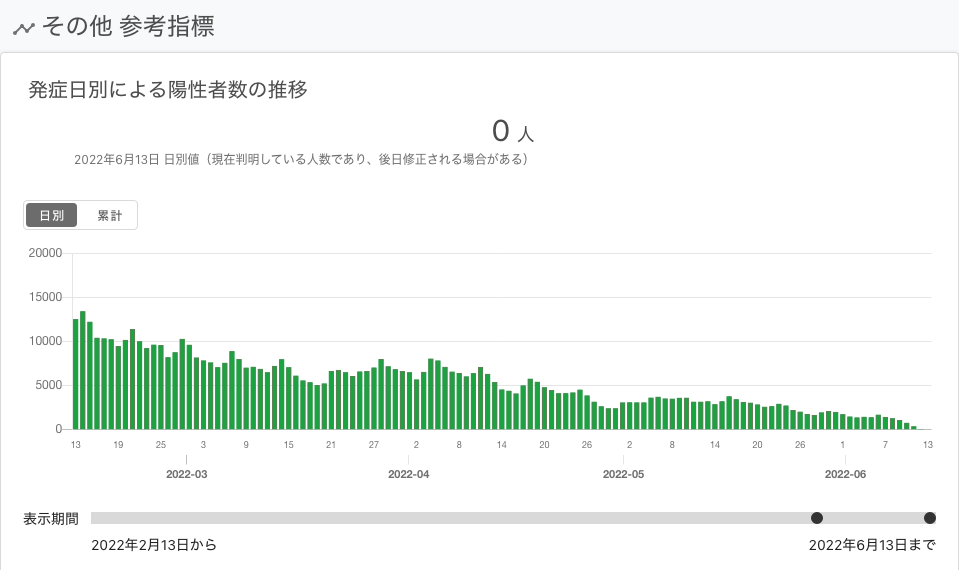 その他 参考指標
発症日別による陽性者数の推移
0 人
2022年6月13日 日別値（現在判明している人数であり、後日修正される場合がある）
日別 累計
20000
15000
10000
5000
0
13 19 25 3 9 15 21 27 2 8 14 20 26 2 8 14 20 26 1 7 13
2022-03 2022-04 2022-05 2022-06
表示期間
2022年2月13日から 2022年6月13日まで